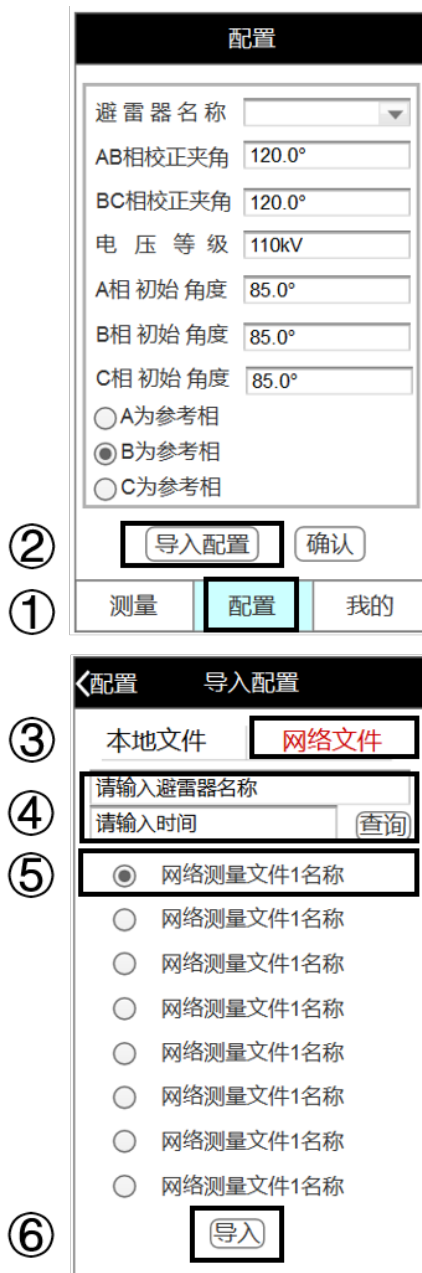 配置
避雷器名称
AB相校正夹角 120.0°
BC相校正夹角 120.0°
电压等级 110kV
A相初始角度 85.0°
B相初始角度 85.0°
C相初始角度 85.0°
A为参考相
B为参考相
C为参考相
② 导入配置 确认
① 测量 配置 我的
配置 导入配置
③ 本地文件 网络文件
请输入避雷器名称
④ 请输入时间 查询
⑤ 网络测量文件1名称
网络测量文件1名称
网络测量文件1名称
网络测量文件1名称
网络测量文件1名称
网络测量文件1名称
网络测量文件1名称
网络测量文件1名称
⑥ 导入